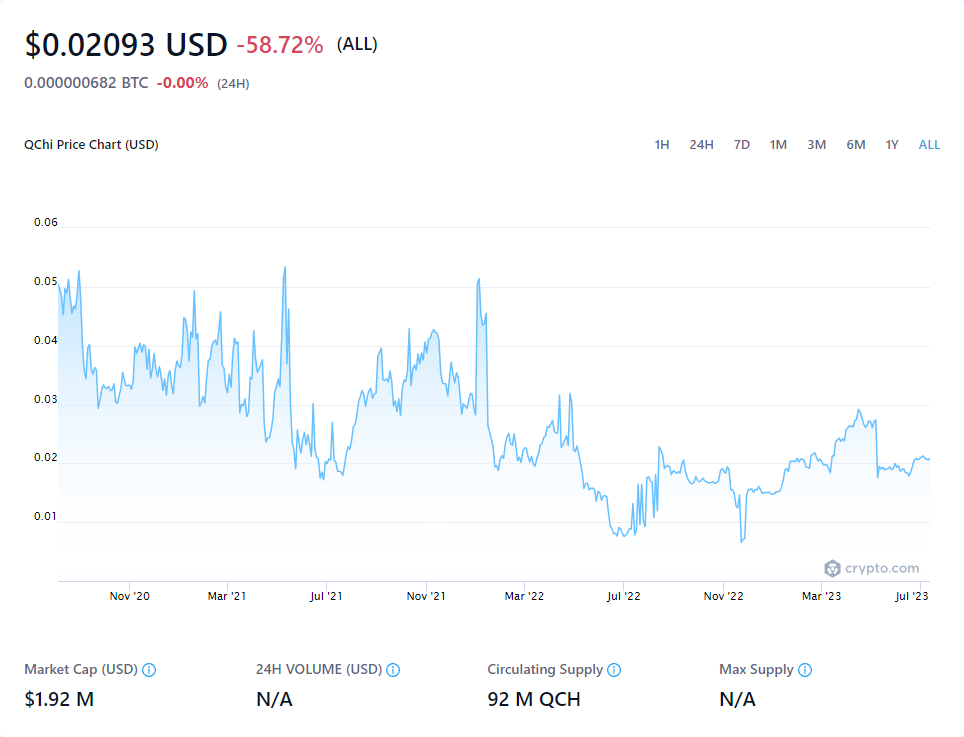 $0.02093 USD -58.72% (ALL)
0.000000682 BTC -0.00% (24H)
QChi Price Chart (USD) 1H 24H 7D 1M 3M 6M 1Y ALL
0.06
0.05
0.04
0.03
0.02
0.01
crypto.com
Nov '20 Mar '21 Jul '21 Nov '21 Mar '22 Jul '22 Nov '22 Mar '23 Jul '23
Market Cap (USD) 24H VOLUME (USD) Circulating Supply Max Supply
$1.92 M N/A 92 M QCH N/A